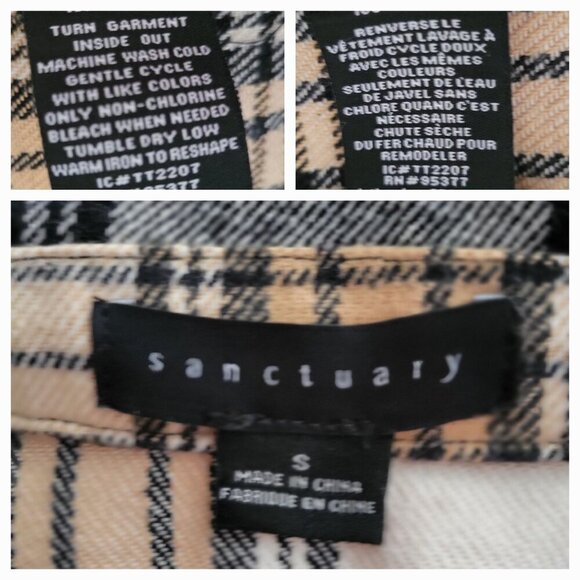 TURN GARMENT
INSIDE OUT
MACHINE WASH COLD
GENTLE CYCLE
WITH LIKE COLORS
ONLY NON-CHLORINE
BLEACH WHEN NEEDED
TUMBLE DRY LOW
WARM IRON TO RESHAPE
IC#TT2207
RENVERSE LE
VÊTEMENT LAVAGE À
FROID CYCLE DOUX
AVEC LES MÊMES
COULEURS
SEULEMENT DE L'EAU
DE JAVEL SANS
CHLORE QUAND C'EST
NÉCESSAIRE
CHUTE SÈCHE
DU FER CHAUD POUR
REMODELER
IC#TT2207
RN#95377
sanctuary
S
MADE IN CHINA
FABRIQUE EN CHINE